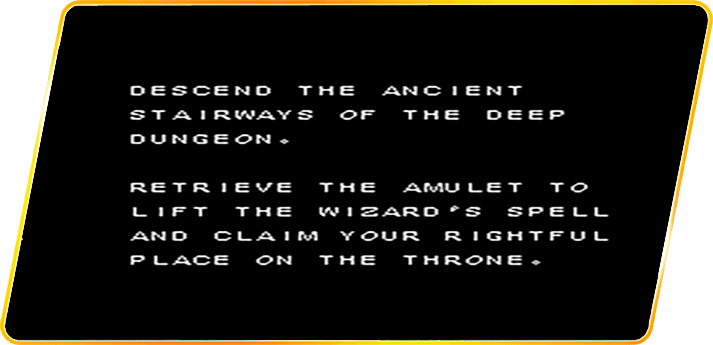 DESCEND THE ANCIENT
STAIRWAYS OF THE DEEP
DUNGEON.
RETRIEVE THE AMULET TO
LIFT THE WIZARD'S SPELL
AND CLAIM YOUR RIGHTFUL
PLACE ON THE THRONE.